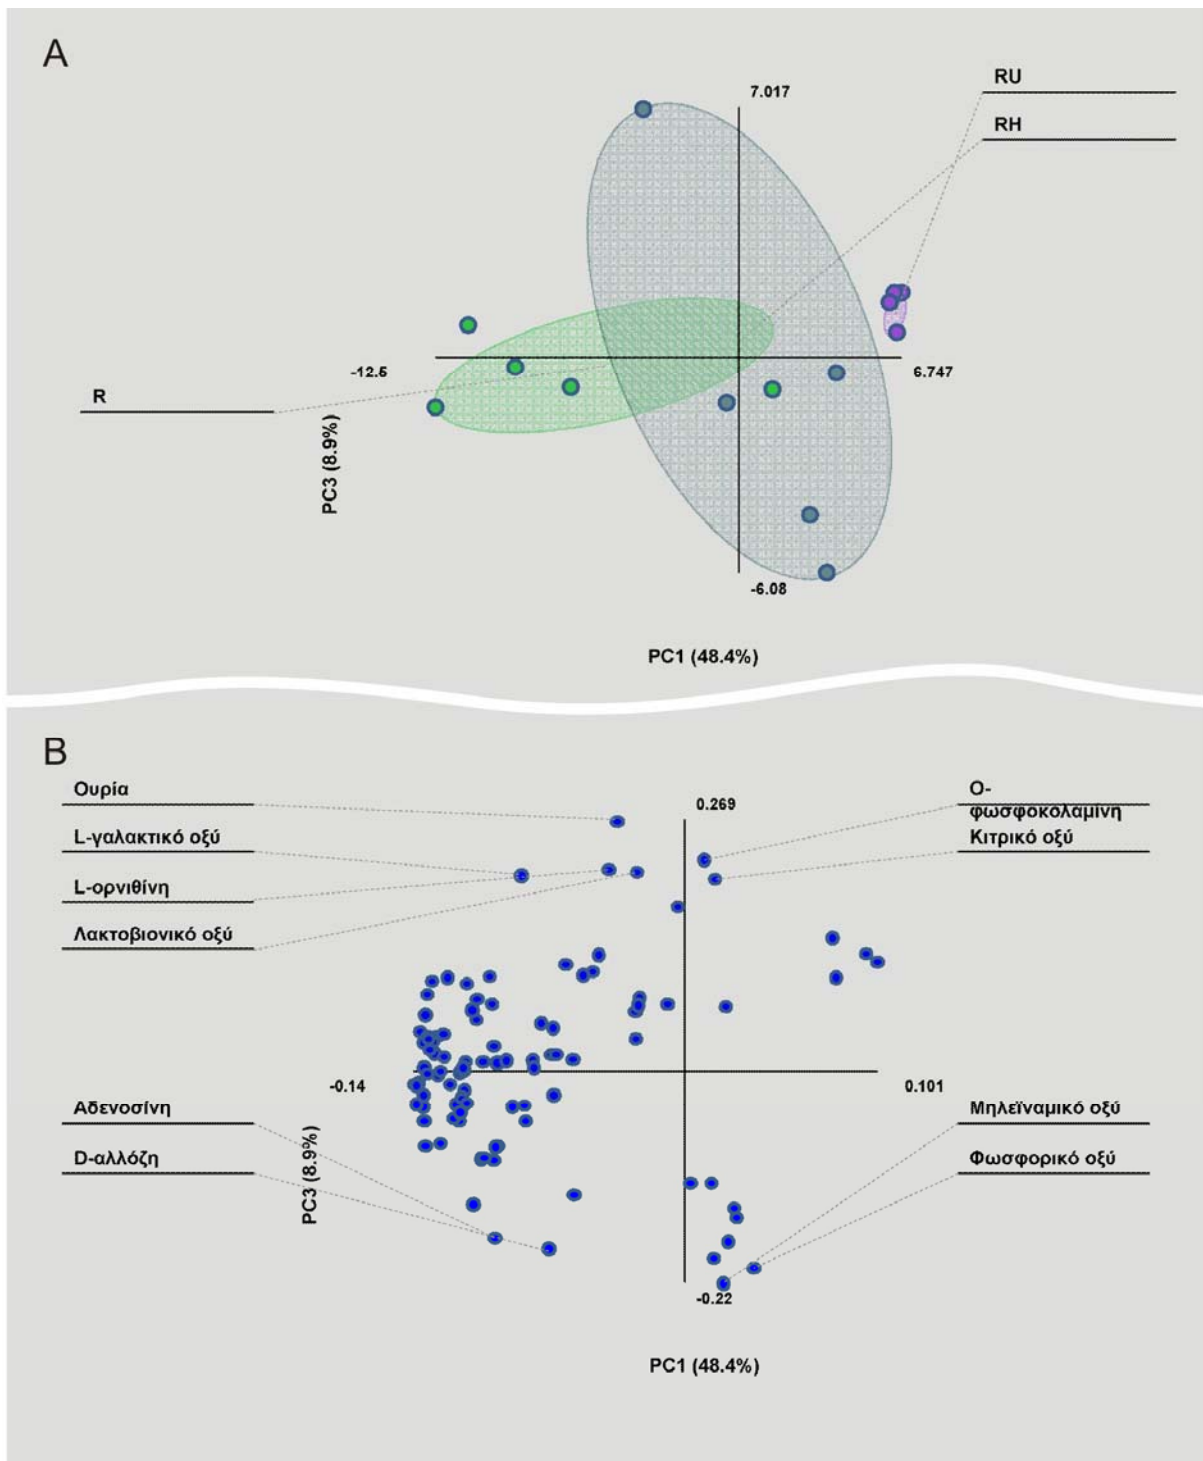 A
RU
7.017
RH
-12.5
6.747
R
PC3 (8.9%)
-6.08
PC1 (48.4%)
B
Ουρία
0.269
Ο-
φωσφοκολαμίνη
L-γαλακτικό οξύ
Κιτρικό οξύ
L-ορνιθίνη
Λακτοβιονικό οξύ
-0.14
0.101
Αδενοσίνη
Μηλεϊναμικό οξύ
D-αλλόζη
Φωσφορικό οξύ
PC3 (8.9%)
-0.22
PC1 (48.4%)